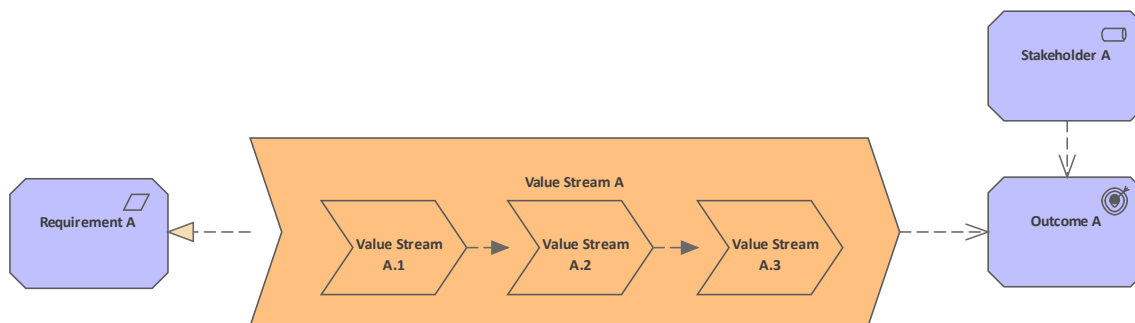 Stakeholder A
Value Stream A
Requirement A
Outcome A
Value Stream
A.1
Value Stream
A.2
Value Stream
A.3